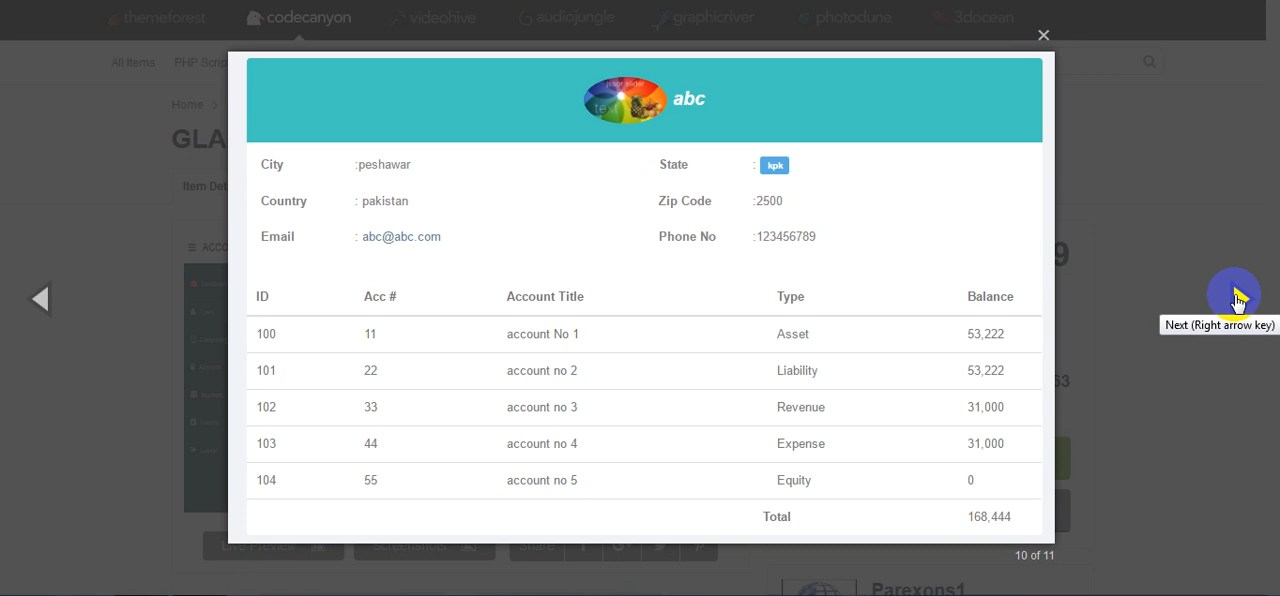 themeforest codecanyon videohive audiojungle graphicriver photodune 3docean
All Items PHP Scrip
Home >
GLA
Item Det
abc
City :peshawar State : kpk
Country : pakistan Zip Code :2500
Email : abc@abc.com Phone No :123456789
ID Acc # Account Title Type Balance
100 11 account No 1 Asset 53,222
101 22 account no 2 Liability 53,222
102 33 account no 3 Revenue 31,000
103 44 account no 4 Expense 31,000
104 55 account no 5 Equity 0
Total 168,444
Next (Right arrow key)
Live Preview Screenshots Share
10 of 11
Parexons1